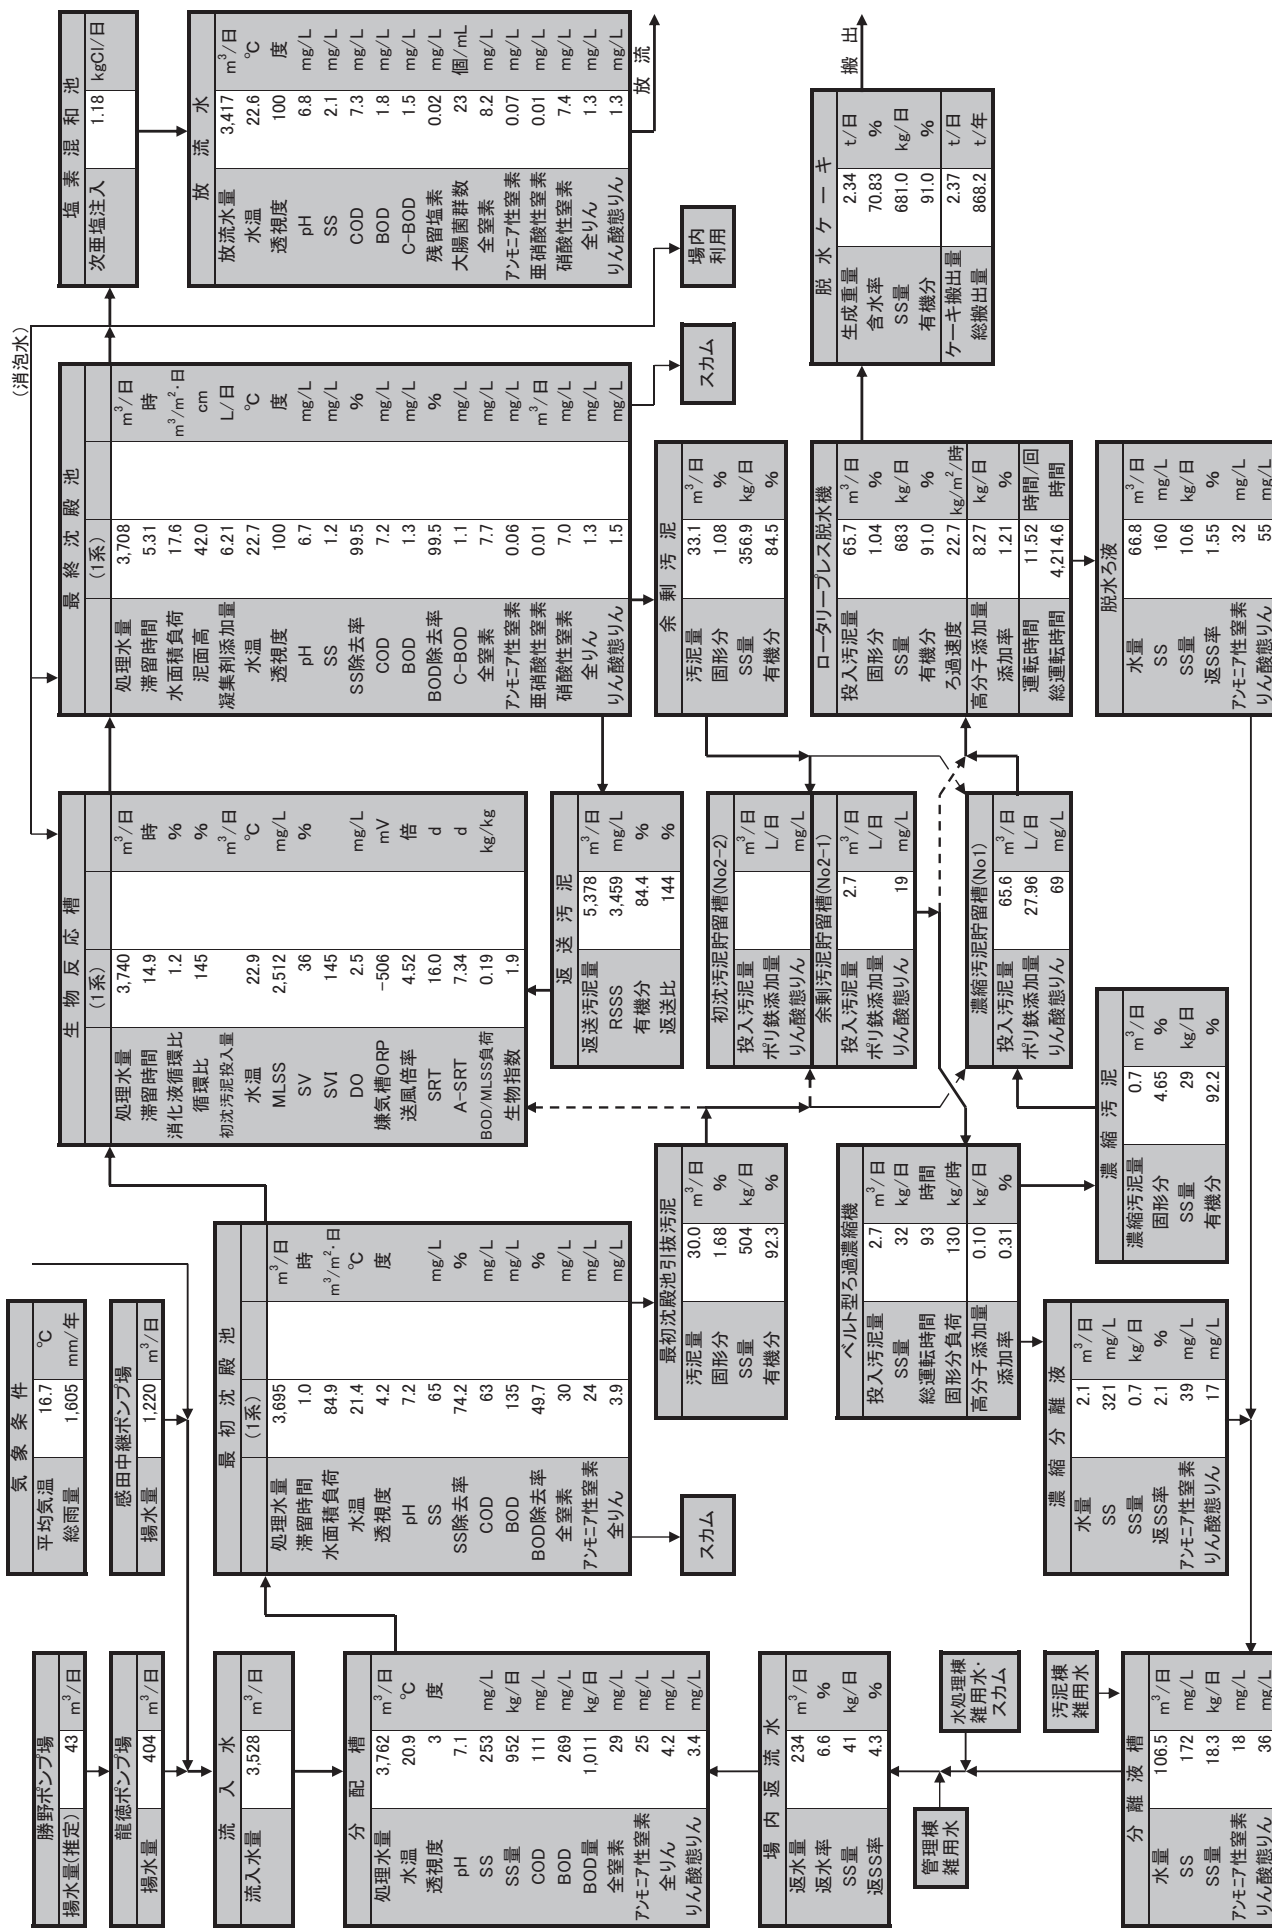 勝野ポンプ場
揚水量(推定) 43 m³/日
龍徳ポンプ場
揚水量 404 m³/日
流入水
流入水量 3,528 m³/日
分配槽
処理水量 3,762 m³/日
水温 20.9 ℃
透視度 3 度
pH 7.1
SS 253 mg/L
SS量 952 kg/日
COD 111 mg/L
BOD 269 mg/L
BOD量 1,011 kg/日
全窒素 29 mg/L
アンモニア性窒素 25 mg/L
全りん 4.2 mg/L
りん酸態りん 3.4 mg/L
場内返流水
返水量 234 m³/日
返水率 6.6 %
SS量 41 kg/日
返SS率 4.3 %
管理棟
雑用水
水処理棟
雑用水・
スカム
汚泥棟
雑用水
分離液槽
水量 106.5 m³/日
SS 172 mg/L
SS量 18.3 kg/日
アンモニア性窒素 18 mg/L
りん酸態りん 36 mg/L
気象条件
平均気温 16.7 ℃
総雨量 1,605 mm/年
感田中継ポンプ場
揚水量 1,220 m³/日
最初沈殿池
(1系)
処理水量 3,695 m³/日
滞留時間 1.0 時
水面積負荷 84.9 m³/m²・日
水温 21.4 ℃
透視度 4.2 度
pH 7.2
SS 65 mg/L
SS除去率 74.2 %
COD 63 mg/L
BOD 135 mg/L
BOD除去率 49.7 %
全窒素 30 mg/L
アンモニア性窒素 24 mg/L
全りん 3.9 mg/L
スカム
最初沈殿池引抜汚泥
汚泥量 30.0 m³/日
固形分 1.68 %
SS量 504 kg/日
有機分 92.3 %
ベルト型ろ過濃縮機
投入汚泥量 2.7 m³/日
SS量 32 kg/日
総運転時間 93 時間
固形分負荷 130 kg/時
高分子添加量 0.10 kg/日
添加率 0.31 %
濃縮分離液
水量 2.1 m³/日
SS 321 mg/L
SS量 0.7 kg/日
返SS率 2.1 %
アンモニア性窒素 39 mg/L
りん酸態りん 17 mg/L
濃縮汚泥
濃縮汚泥量 0.7 m³/日
固形分 4.65 %
SS量 29 kg/日
有機分 92.2 %
生物反応槽
(1系)
処理水量 3,740 m³/日
滞留時間 14.9 時
消化液循環比 1.2 %
循環比 145 %
初沈汚泥投入量 m³/日
水温 22.9 ℃
MLSS 2,512 mg/L
SV 36 %
SVI 145
DO 2.5 mg/L
嫌気槽ORP -506 mV
送風倍率 4.52 倍
SRT 16.0 d
A-SRT 7.34 d
BOD/MLSS負荷 0.19 kg/kg
生物指数 1.9
返送汚泥
返送汚泥量 5,378 m³/日
RSSS 3,459 mg/L
有機分 84.4 %
返送比 144 %
初沈汚泥貯留槽(No2-2)
投入汚泥量 m³/日
ポリ鉄添加量 L/日
りん酸態りん mg/L
余剰汚泥貯留槽(No2-1)
投入汚泥量 2.7 m³/日
ポリ鉄添加量 L/日
りん酸態りん 19 mg/L
濃縮汚泥貯留槽(No1)
投入汚泥量 65.6 m³/日
ポリ鉄添加量 27.96 L/日
りん酸態りん 69 mg/L
(消泡水)
最終沈殿池
(1系)
処理水量 3,708 m³/日
滞留時間 5.31 時
水面積負荷 17.6 m³/m²・日
泥面高 42.0 cm
凝集剤添加量 6.21 L/日
水温 22.7 ℃
透視度 100 度
pH 6.7 mg/L
SS 1.2 mg/L
SS除去率 99.5 %
COD 7.2 mg/L
BOD 1.3 mg/L
BOD除去率 99.5 %
C-BOD 1.1 mg/L
全窒素 7.7 mg/L
アンモニア性窒素 0.06 mg/L
亜硝酸性窒素 0.01 m³/日
硝酸性窒素 7.0 mg/L
全りん 1.3 mg/L
りん酸態りん 1.5 mg/L
余剰汚泥
汚泥量 33.1 m³/日
固形分 1.08 %
SS量 356.9 kg/日
有機分 84.5 %
スカム
場内
利用
ロータリープレス脱水機
投入汚泥量 65.7 m³/日
固形分 1.04 %
SS量 683 kg/日
有機分 91.0 %
ろ過速度 22.7 kg/m²/時
高分子添加量 8.27 kg/日
添加率 1.21 %
運転時間 11.52 時間/回
総運転時間 4,214.6 時間
脱水ろ液
水量 66.8 m³/日
SS 160 mg/L
SS量 10.6 kg/日
返SS率 1.55 %
アンモニア性窒素 32 mg/L
りん酸態りん 55 mg/L
塩素混和池
次亜塩注入 1.18 kgCl/日
放流水
放流水量 3,417 m³/日
水温 22.6 ℃
透視度 100 度
pH 6.8 mg/L
SS 2.1 mg/L
COD 7.3 mg/L
BOD 1.8 mg/L
C-BOD 1.5 mg/L
残留塩素 0.02 mg/L
大腸菌群数 23 個/mL
全窒素 8.2 mg/L
アンモニア性窒素 0.07 mg/L
亜硝酸性窒素 0.01 mg/L
硝酸性窒素 7.4 mg/L
全りん 1.3 mg/L
りん酸態りん 1.3 mg/L
放流
脱水ケーキ
生成重量 2.34 t/日
含水率 70.83 %
SS量 681.0 kg/日
有機分 91.0 %
ケーキ搬出量 2.37 t/日
総搬出量 868.2 t/年
搬出